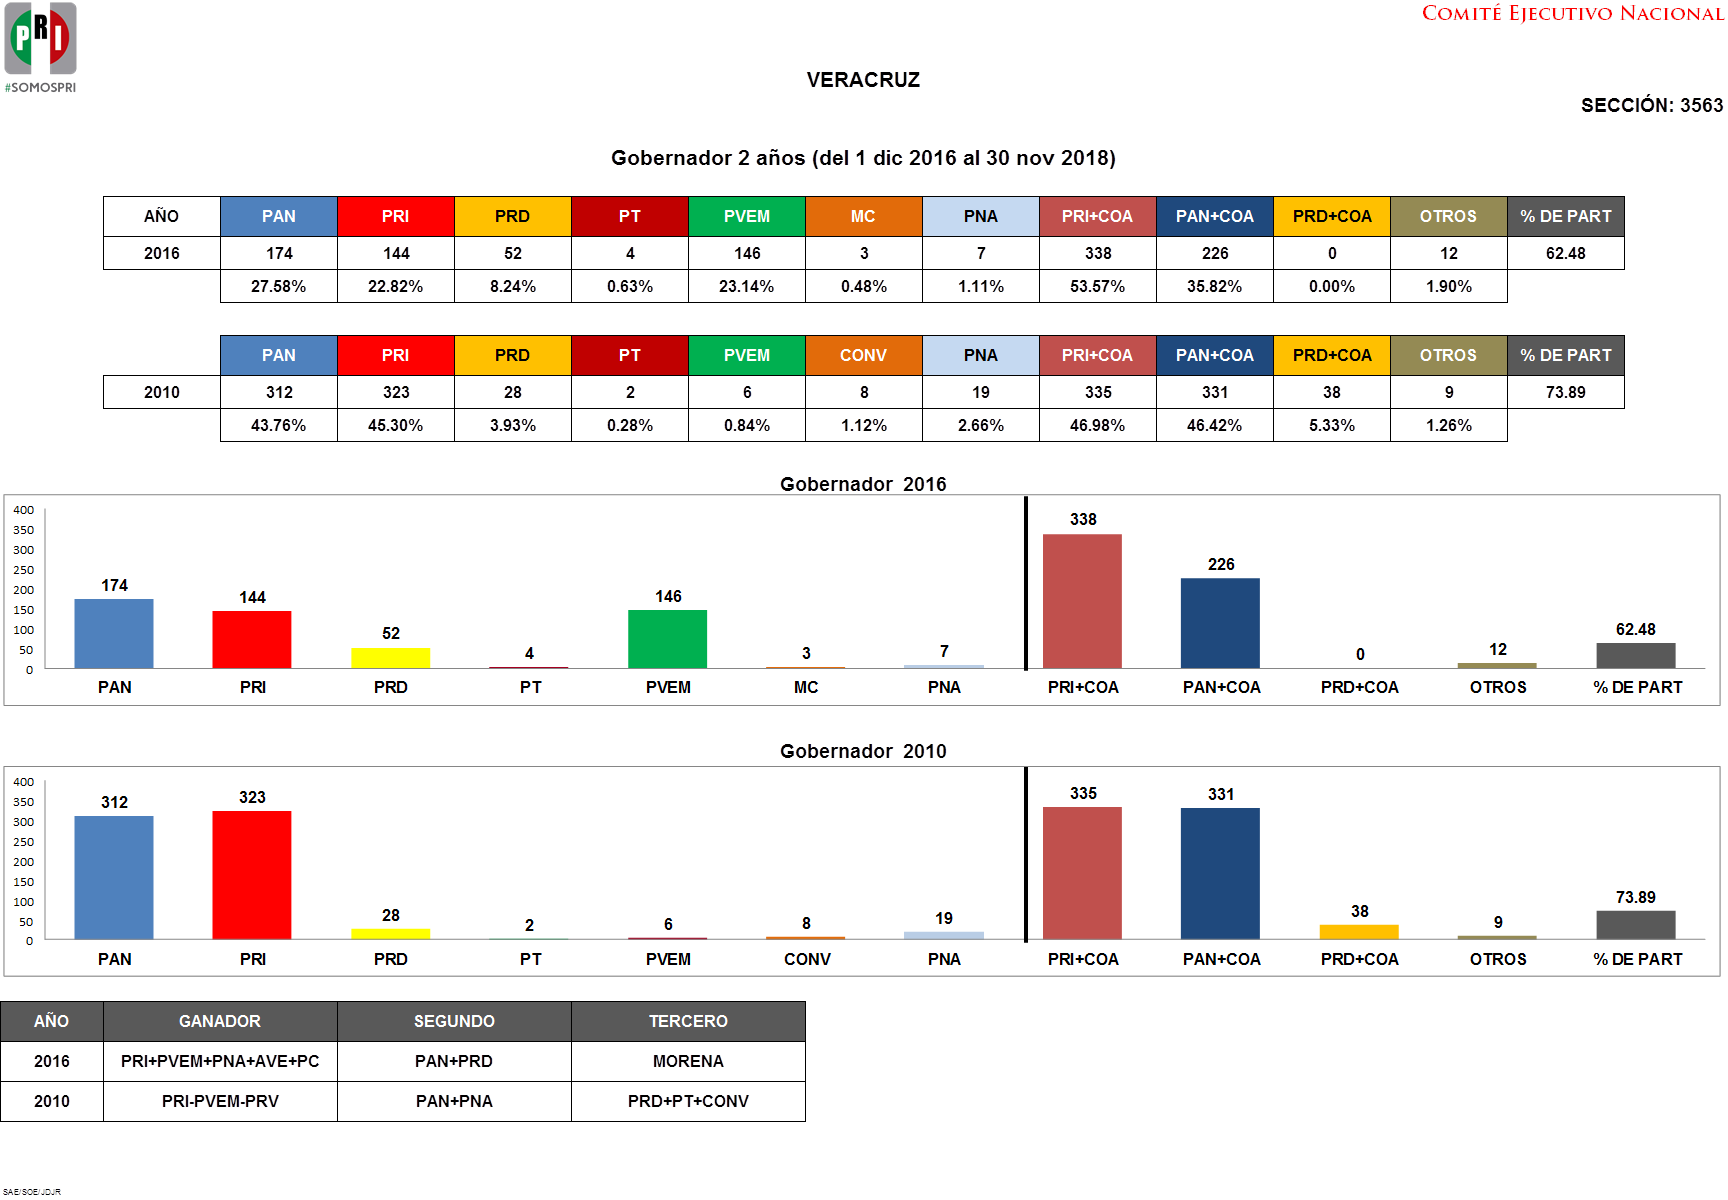 PRI
#SOMOSPRI
COMITÉ EJECUTIVO NACIONAL
VERACRUZ
SECCIÓN: 3563
Gobernador 2 años (del 1 dic 2016 al 30 nov 2018)
AÑO PAN PRI PRD PT PVEM MC PNA PRI+COA PAN+COA PRD+COA OTROS % DE PART
2016 174 144 52 4 146 3 7 338 226 0 12 62.48
27.58% 22.82% 8.24% 0.63% 23.14% 0.48% 1.11% 53.57% 35.82% 0.00% 1.90%
PAN PRI PRD PT PVEM CONV PNA PRI+COA PAN+COA PRD+COA OTROS % DE PART
2010 312 323 28 2 6 8 19 335 331 38 9 73.89
43.76% 45.30% 3.93% 0.28% 0.84% 1.12% 2.66% 46.98% 46.42% 5.33% 1.26%
Gobernador 2016
400
350
300
250
200
150
100
50
0
174 144 52 4 146 3 7 338 226 0 12 62.48
PAN PRI PRD PT PVEM MC PNA PRI+COA PAN+COA PRD+COA OTROS % DE PART
Gobernador 2010
400
350
300
250
200
150
100
50
0
312 323 28 2 6 8 19 335 331 38 9 73.89
PAN PRI PRD PT PVEM CONV PNA PRI+COA PAN+COA PRD+COA OTROS % DE PART
AÑO GANADOR SEGUNDO TERCERO
2016 PRI+PVEM+PNA+AVE+PC PAN+PRD MORENA
2010 PRI-PVEM-PRV PAN+PNA PRD+PT+CONV
SAE/SOE/JDJR